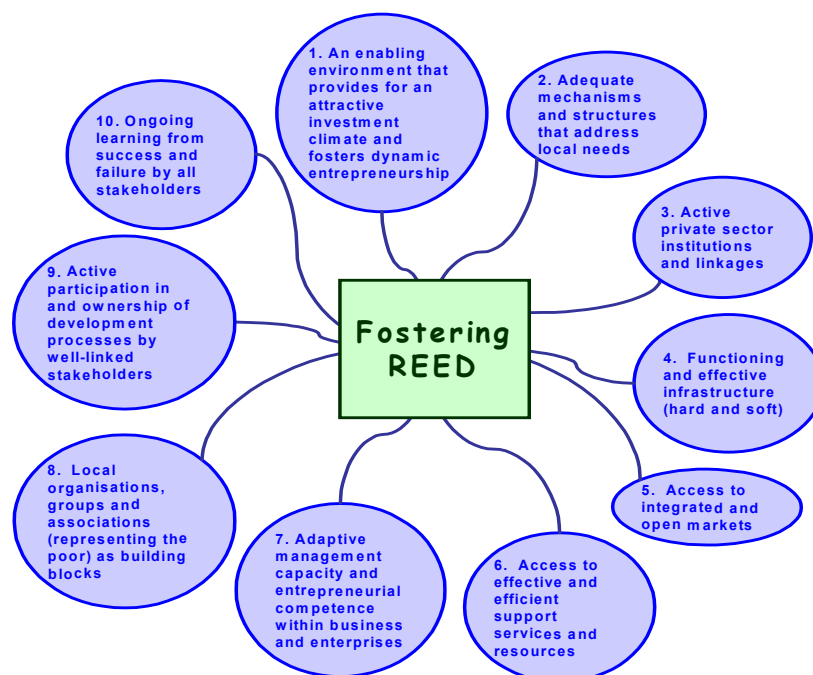 1. An enabling
environment that
provides for an
attractive
investment
climate and
fosters dynamic
entrepreneurship
2. Adequate
mechanisms
and structures
that address
local needs
3. Active
private sector
institutions
and linkages
4. Functioning
and effective
infrastructure
(hard and soft)
5. Access to
integrated and
open markets
6. Access to
effective and
efficient
support
services and
resources
7. Adaptive
management
capacity and
entrepreneurial
competence
within business
and enterprises
8. Local
organisations,
groups and
associations
(representing the
poor) as building
blocks
9. Active
participation in
and ownership of
development
processes by
well-linked
stakeholders
10. Ongoing
learning from
success and
failure by all
stakeholders
Fostering
REED